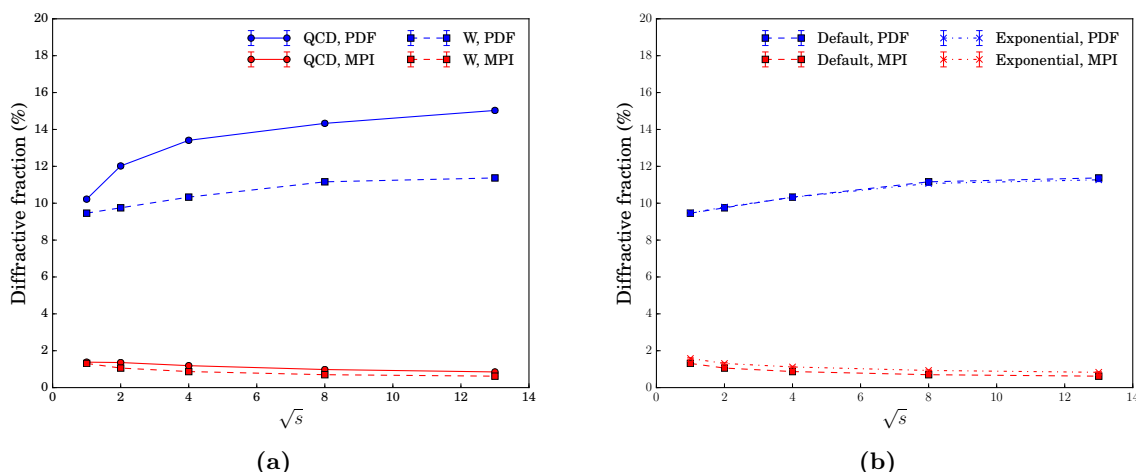 20
18
16
14
12
10
8
6
4
2
0
Diffractive fraction (%)
QCD, PDF
QCD, MPI
W, PDF
W, MPI
0 2 4 6 8 10 12 14
√s
(a)
20
18
16
14
12
10
8
6
4
2
0
Diffractive fraction (%)
Default, PDF
Default, MPI
Exponential, PDF
Exponential, MPI
0 2 4 6 8 10 12 14
√s
(b)